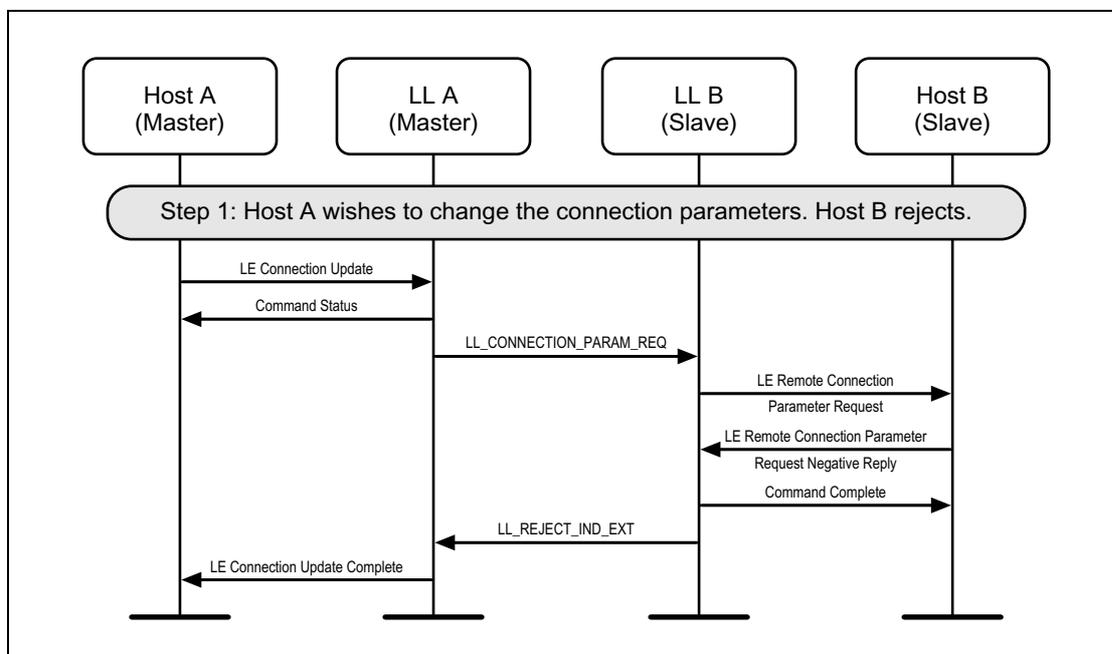 Host A
(Master)
LL A
(Master)
LL B
(Slave)
Host B
(Slave)
Step 1: Host A wishes to change the connection parameters. Host B rejects.
LE Connection Update
Command Status
LL_CONNECTION_PARAM_REQ
LE Remote Connection
Parameter Request
LE Remote Connection Parameter
Request Negative Reply
Command Complete
LL_REJECT_IND_EXT
LE Connection Update Complete